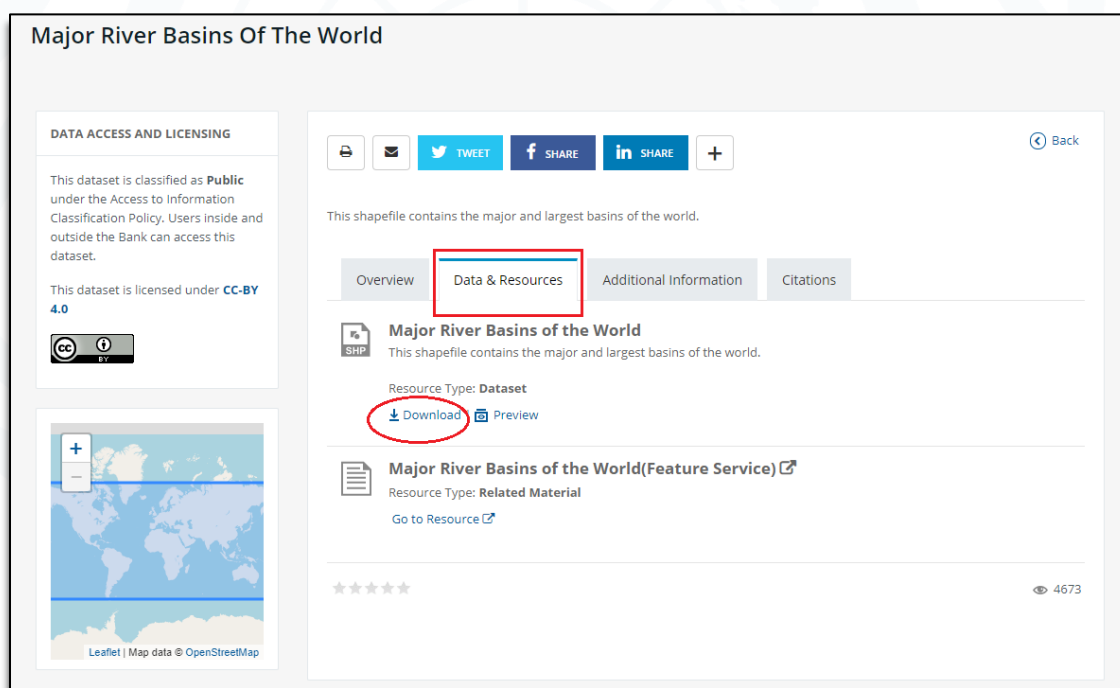 Major River Basins Of The World
DATA ACCESS AND LICENSING
This dataset is classified as Public
under the Access to Information
Classification Policy. Users inside and
outside the Bank can access this
dataset.
This dataset is licensed under CC-BY
4.0
cc
BY
+
−
Leaflet | Map data © OpenStreetMap
TWEET
f SHARE
in SHARE
+
Back
This shapefile contains the major and largest basins of the world.
Overview
Data & Resources
Additional Information
Citations
SHP
Major River Basins of the World
This shapefile contains the major and largest basins of the world.
Resource Type: Dataset
Download
Preview
Major River Basins of the World(Feature Service)
Resource Type: Related Material
Go to Resource
4673